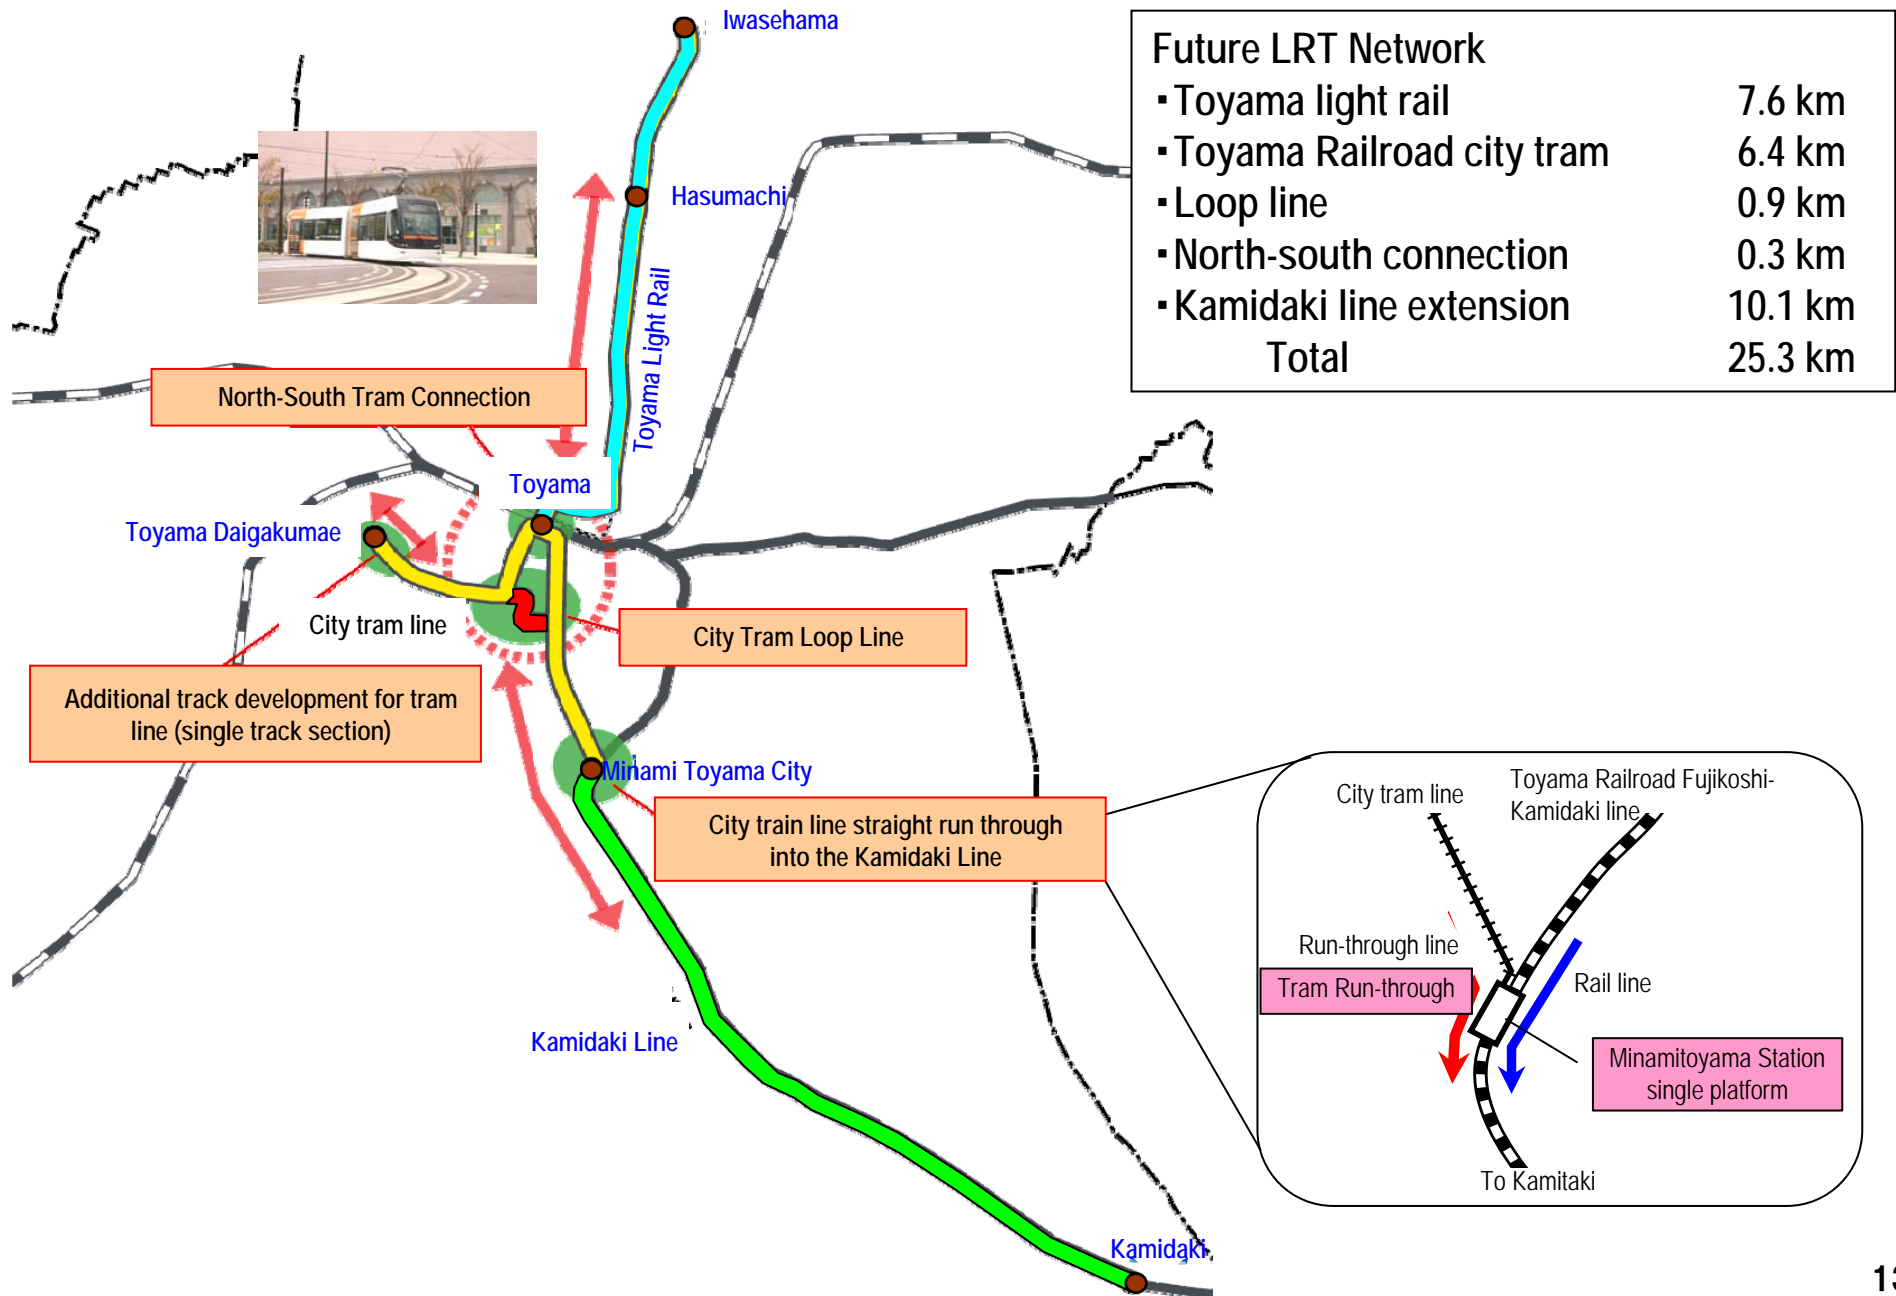 Iwasehama
Future LRT Network
▪Toyama light rail 7.6 km
▪Toyama Railroad city tram 6.4 km
▪Loop line 0.9 km
▪North-south connection 0.3 km
▪Kamidaki line extension 10.1 km
Total 25.3 km
Hasumachi
Toyama Light Rail
North-South Tram Connection
Toyama
Toyama Daigakumae
City tram line
City Tram Loop Line
Additional track development for tram
line (single track section)
Minami Toyama City
City train line straight run through
into the Kamidaki Line
Kamidaki Line
Kamidaki
City tram line
Toyama Railroad Fujikoshi-
Kamidaki line
Run-through line
Tram Run-through
Rail line
Minamitoyama Station
single platform
To Kamitaki